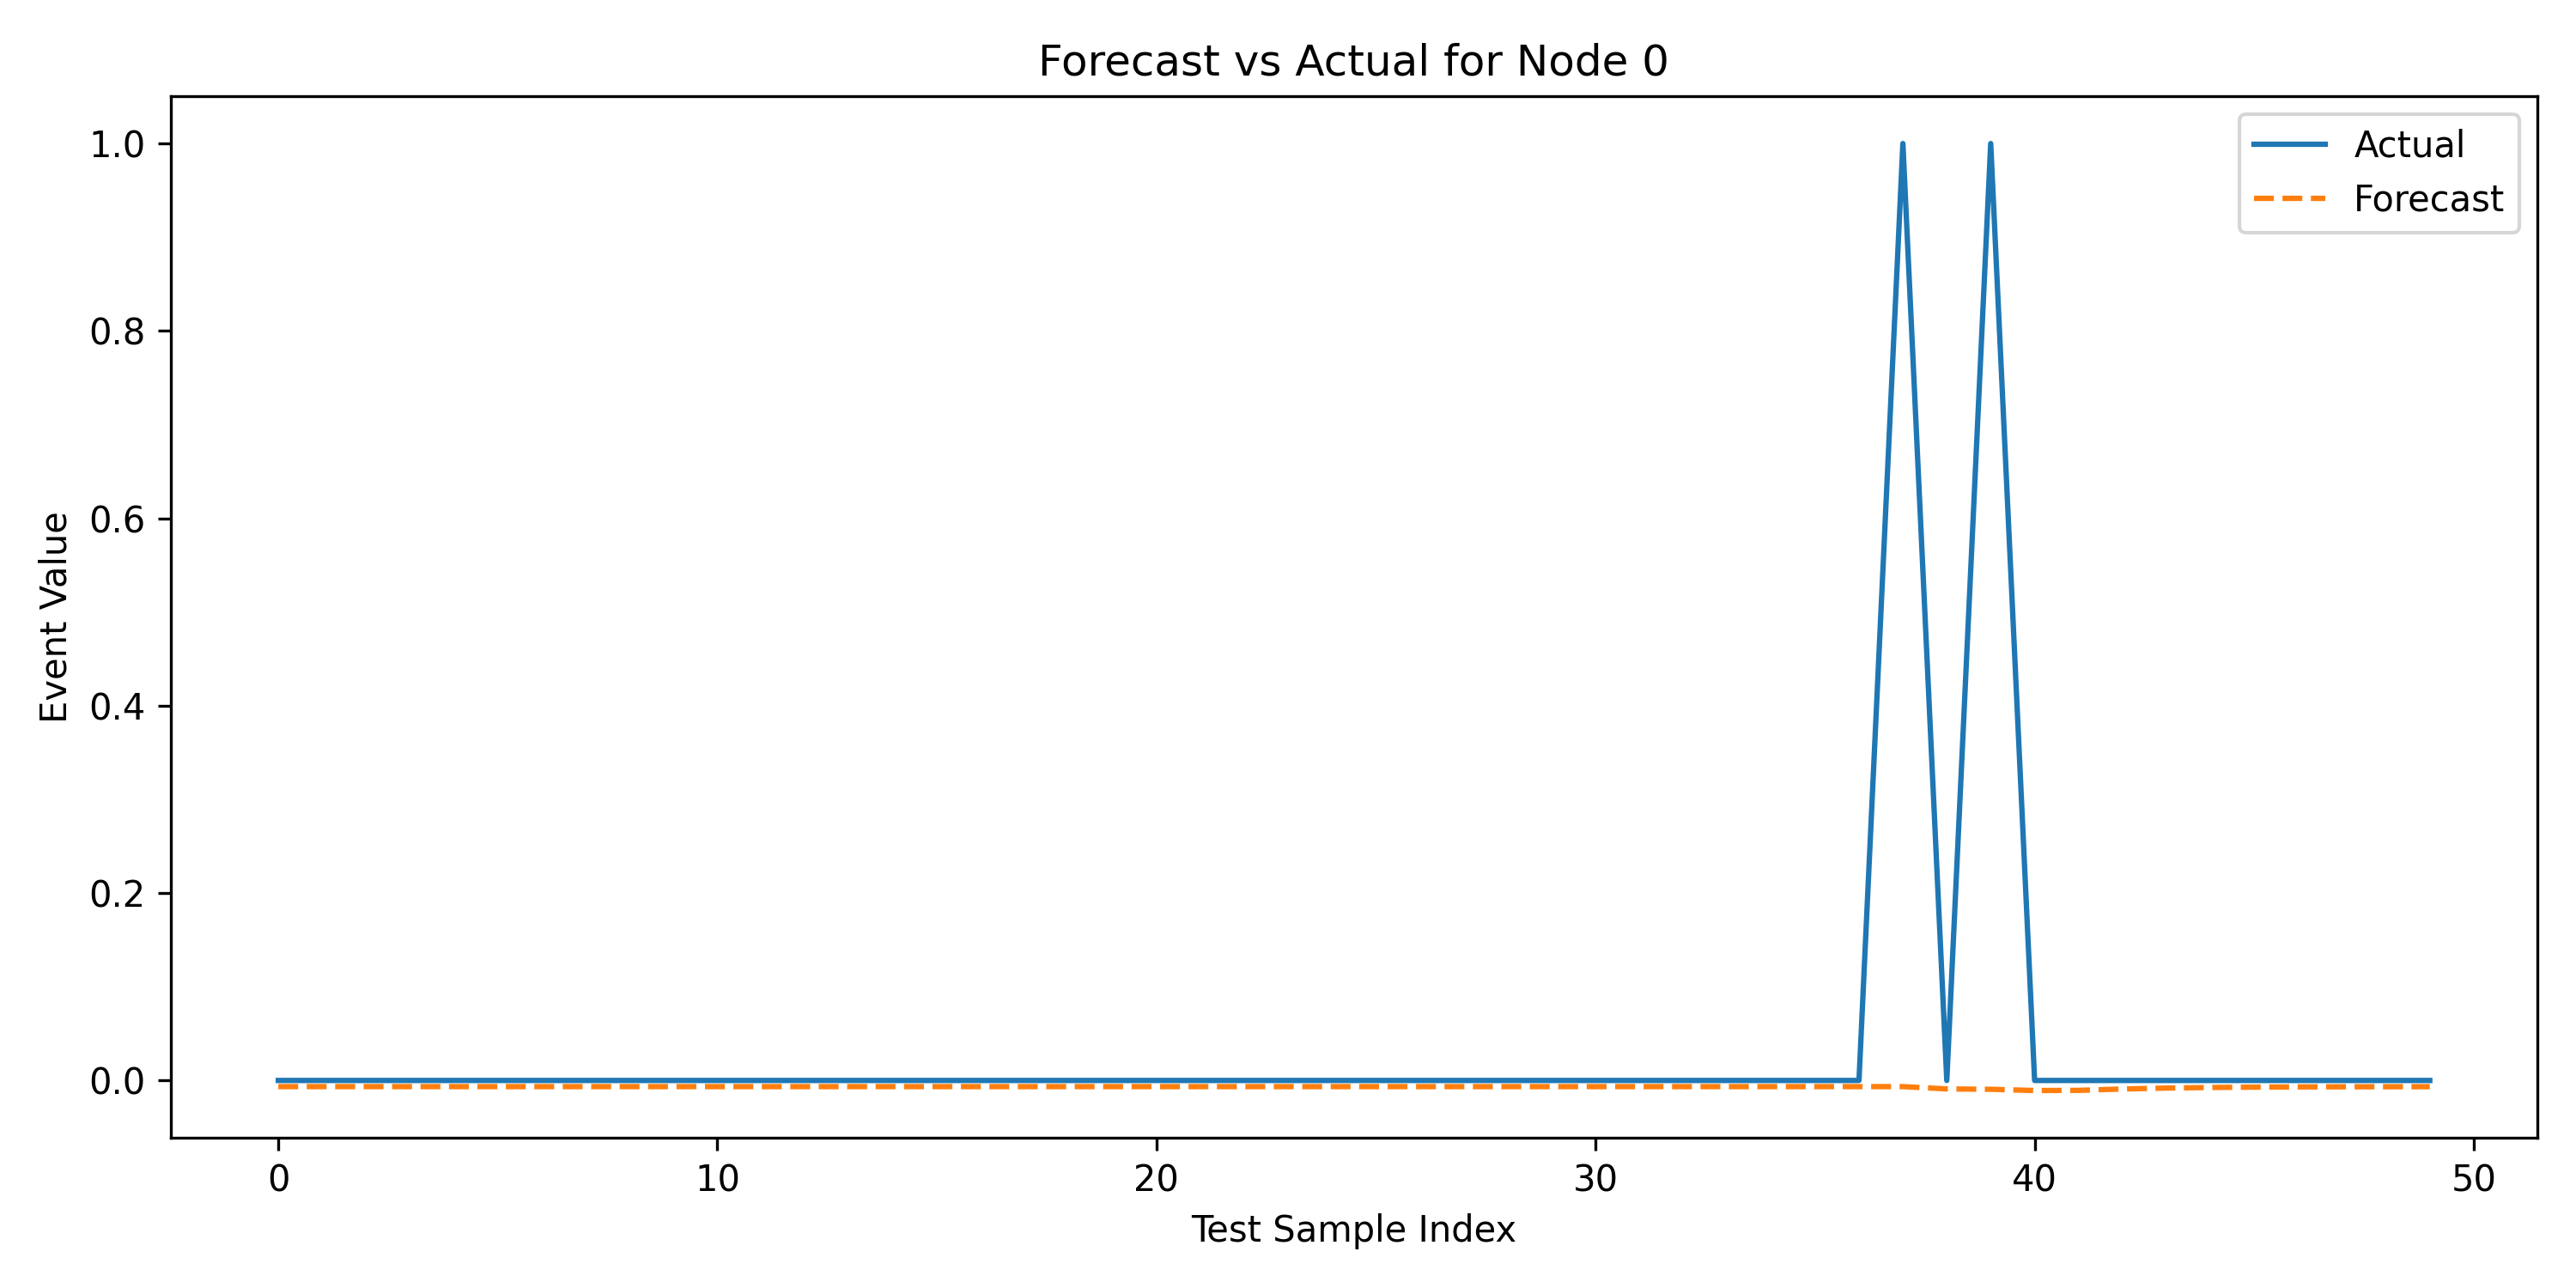 Forecast vs Actual for Node 0
Actual
Forecast
Event Value
1.0
0.8
0.6
0.4
0.2
0.0
0 10 20 30 40 50
Test Sample Index